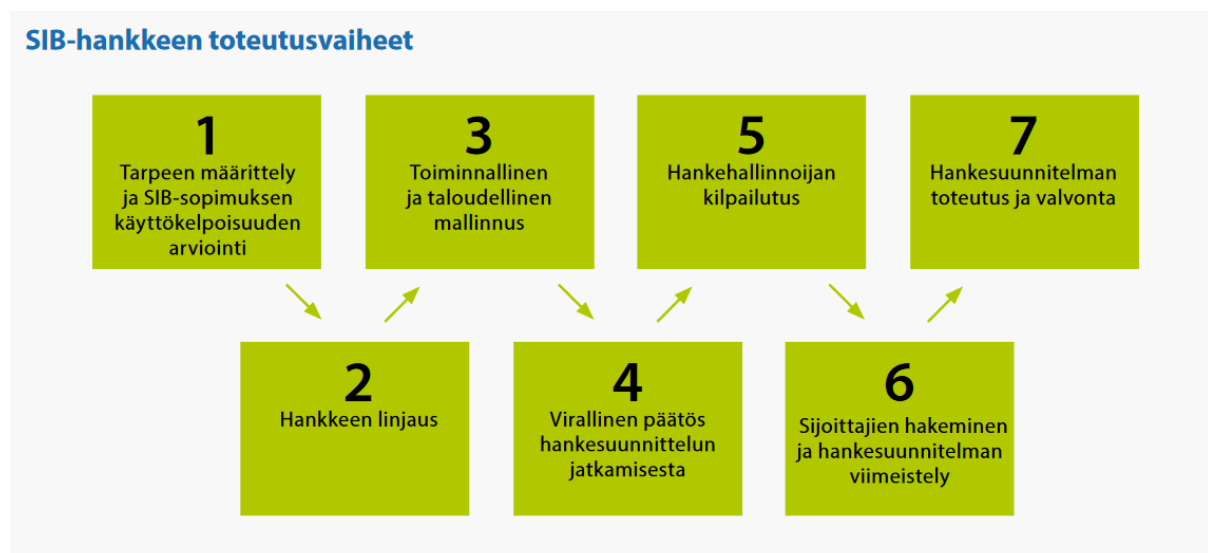 SIB-hankkeen toteutusvaiheet
1
Tarpeen määrittely
ja SIB-sopimuksen
käyttökelpoisuuden
arviointi
2
Hankkeen linjaus
3
Toiminnallinen
ja taloudellinen
mallinnus
4
Virallinen päätös
hankesuunnittelun
jatkamisesta
5
Hankehallinnoijan
kilpailutus
6
Sijoittajien hakeminen
ja hankesuunnitelman
viimeistely
7
Hankesuunnitelman
toteutus ja valvonta